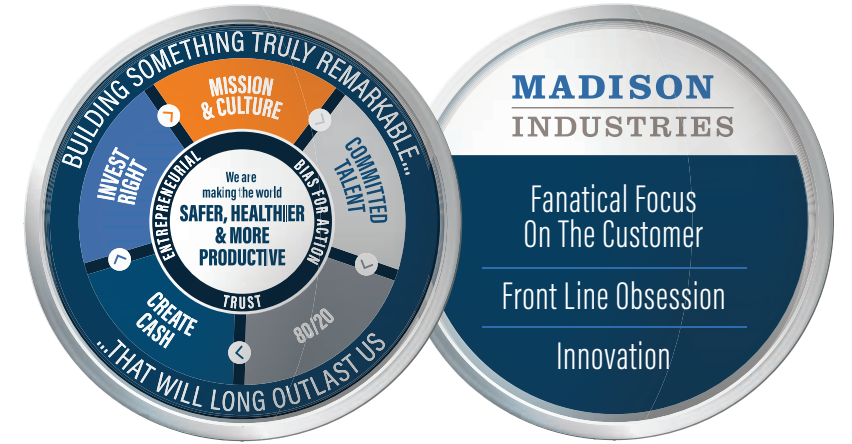 BUILDING SOMETHING TRULY REMARKABLE...
MISSION
& CULTURE
COMMITTED
TALENT
80/20
CREATE
CASH
INVEST
RIGHT
ENTREPRENEURIAL
BIAS FOR ACTION
TRUST
We are
making the world
SAFER, HEALTHIER
& MORE
PRODUCTIVE
...THAT WILL LONG OUTLAST US
MADISON
INDUSTRIES
Fanatical Focus
On The Customer
Front Line Obsession
Innovation